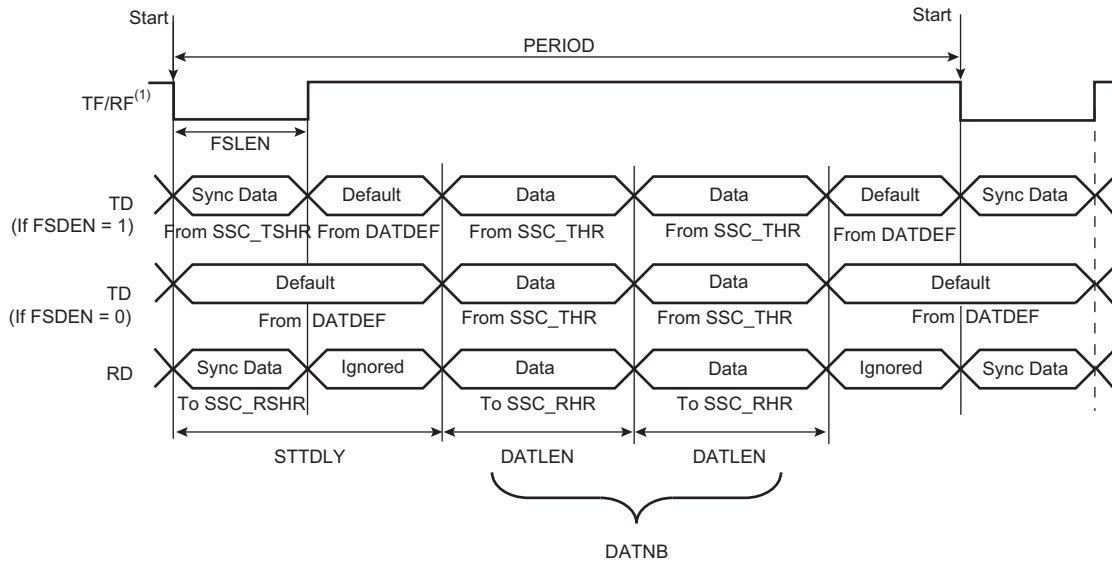 Start Start
PERIOD
TF/RF(1)
FSLEN
TD
(If FSDEN = 1)
Sync Data Default Data Data Default Sync Data
From SSC_TSHR From DATDEF From SSC_THR From SSC_THR From DATDEF
TD
(If FSDEN = 0)
Default Data Data Default
From DATDEF From SSC_THR From SSC_THR From DATDEF
RD
Sync Data Ignored Data Data Ignored Sync Data
To SSC_RSHR To SSC_RHR To SSC_RHR
STTDLY DATLEN DATLEN
DATNB